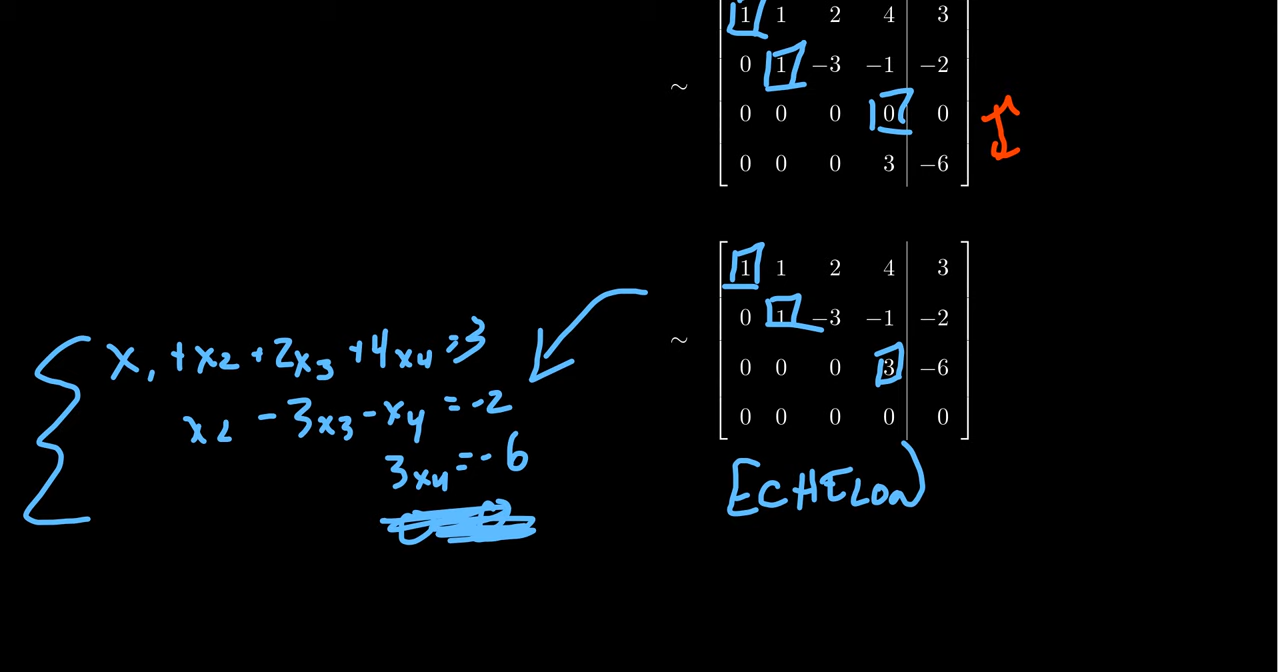 1 1 2 4 3
0 1 −3 −1 −2
~
0 0 0 0 0
0 0 0 3 −6
1 1 2 4 3
0 1 −3 −1 −2
~
0 0 0 3 −6
0 0 0 0 0
x₁ + x₂ + 2x₃ + 4x₄ = 3
x₂ - 3x₃ - x₄ = -2
3x₄ = -6
ECHELON